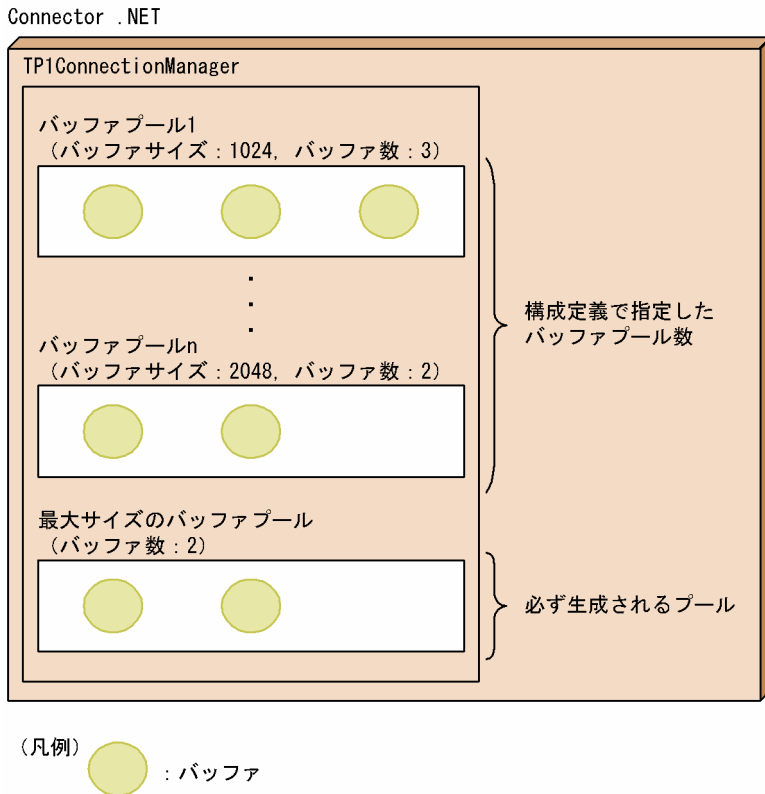 Connector .NET
TP1ConnectionManager
バッファプール1
（バッファサイズ：1024，バッファ数：3）
・
・
・
バッファプールn
（バッファサイズ：2048，バッファ数：2）
構成定義で指定した
バッファプール数
最大サイズのバッファプール
（バッファ数：2）
必ず生成されるプール
（凡例）
：バッファ